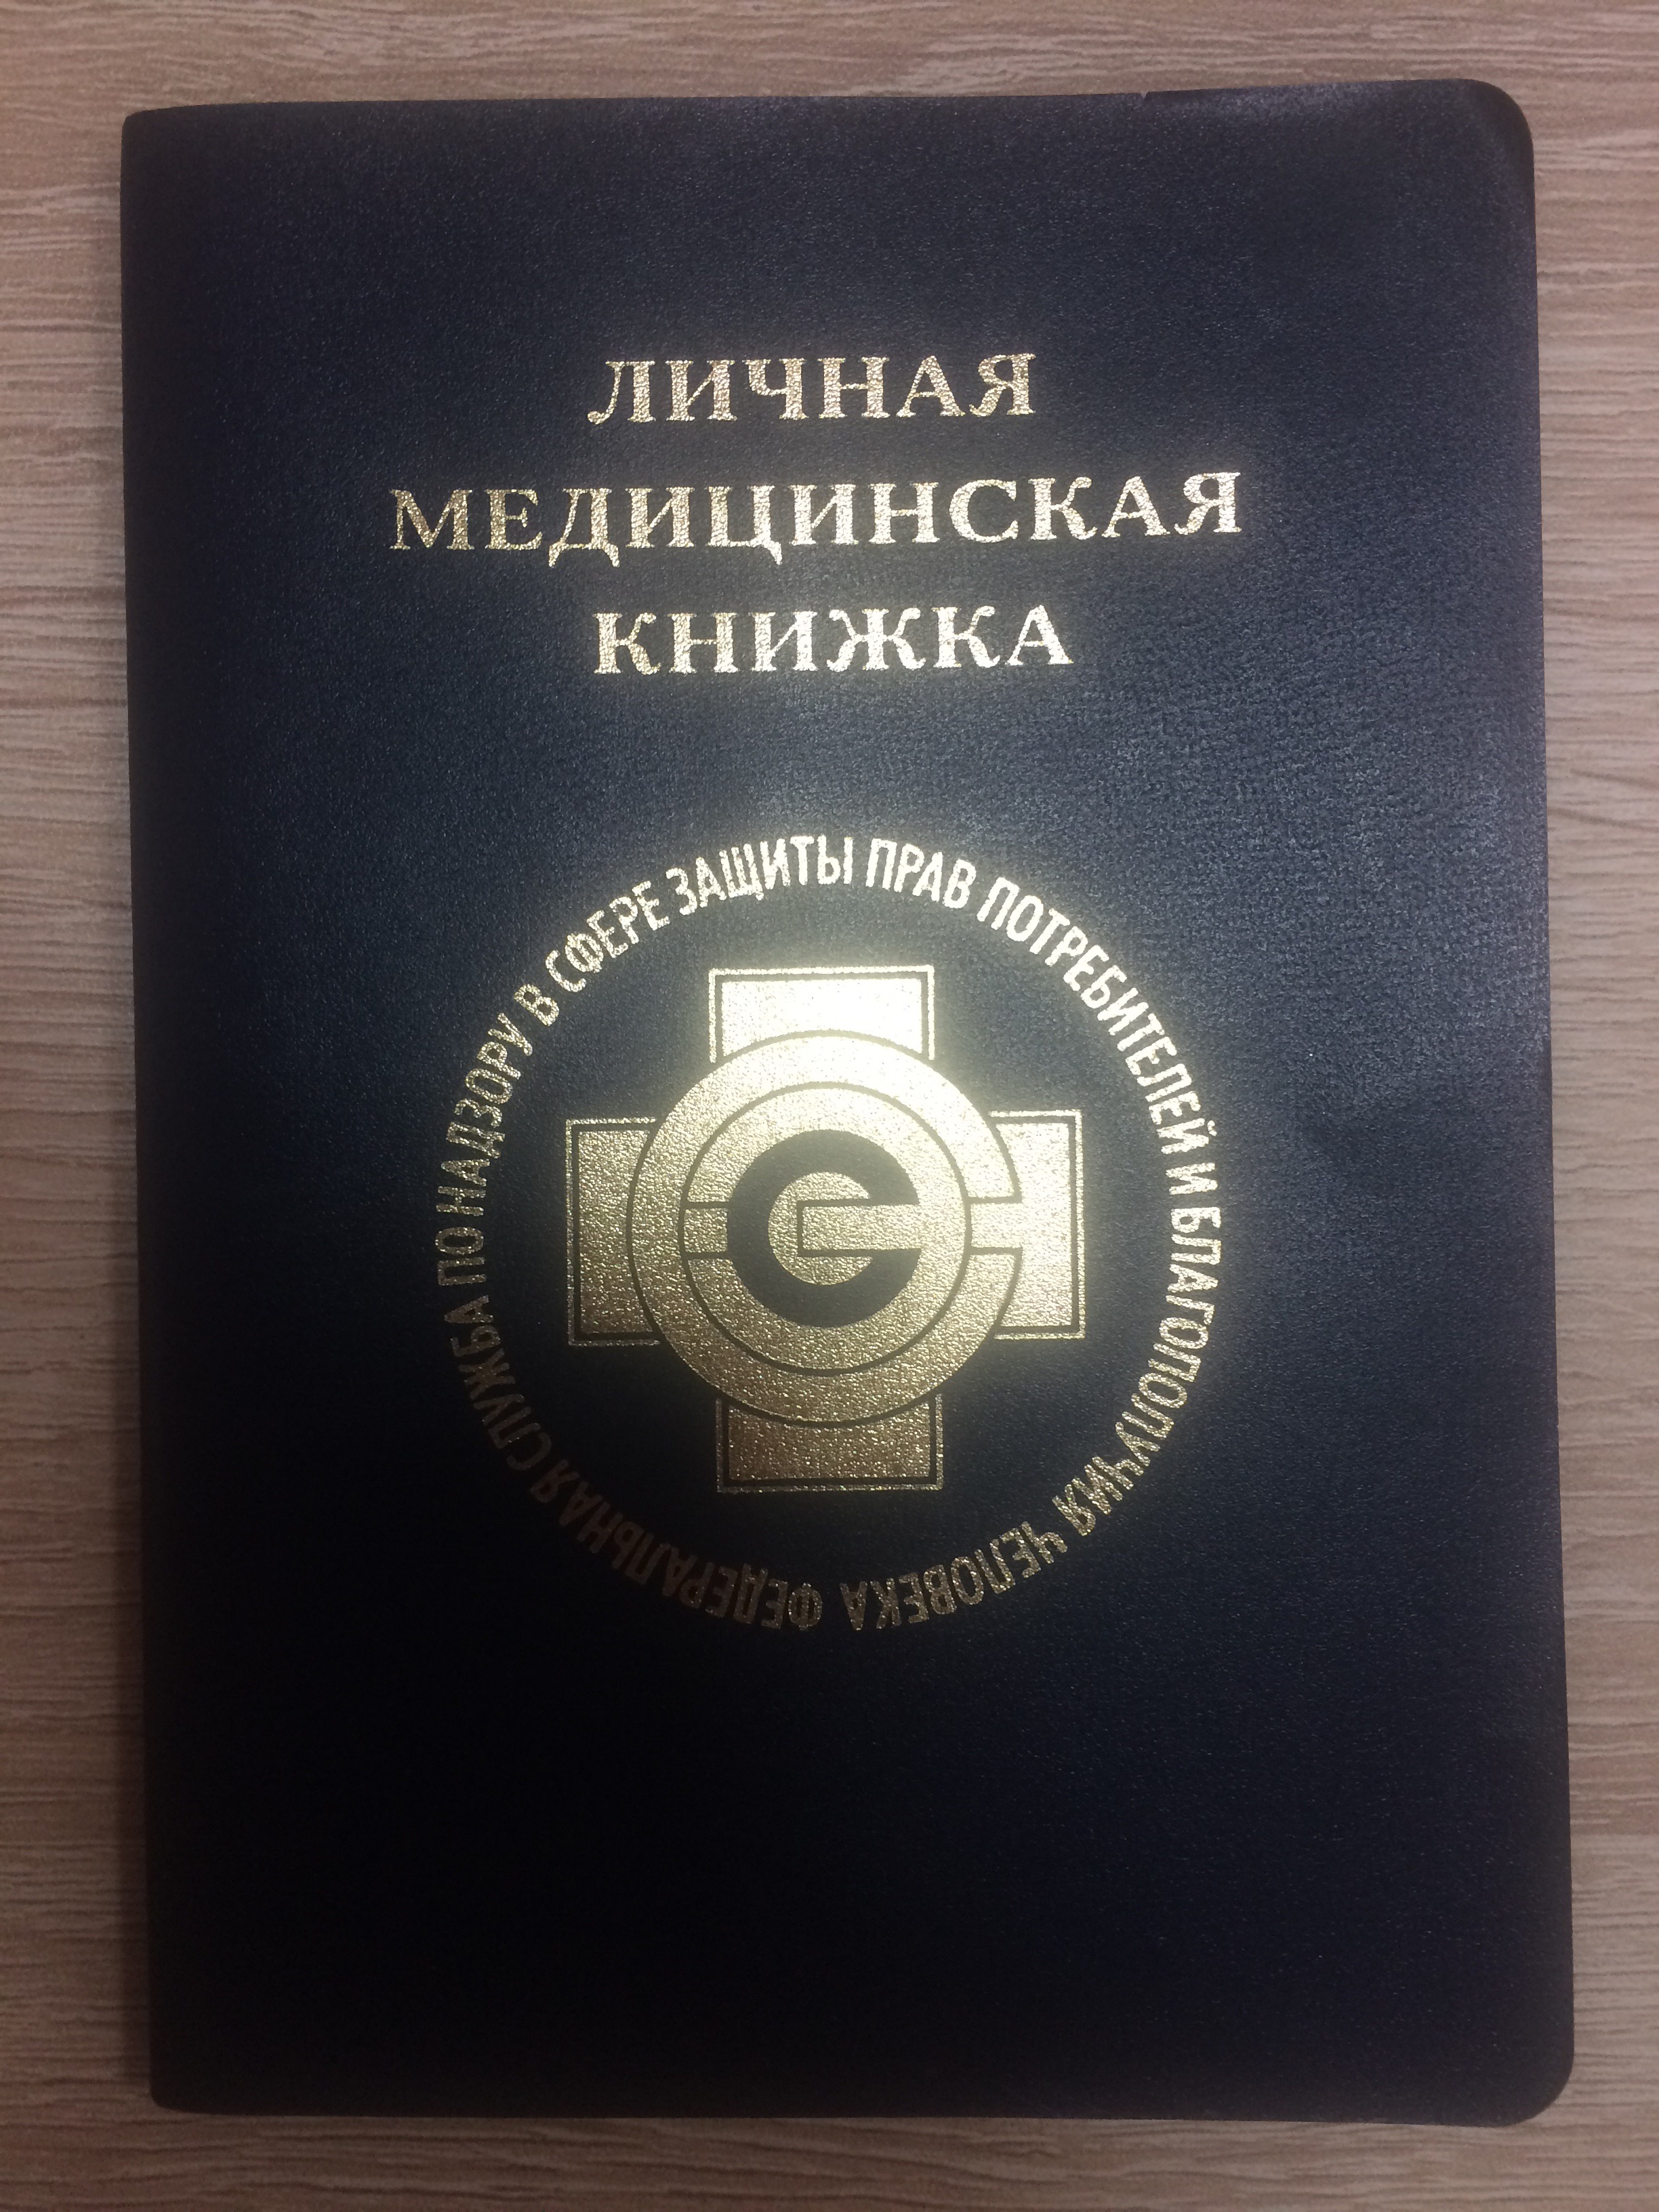 ЛИЧНАЯ
МЕДИЦИНСКАЯ
КНИЖКА
ФЕДЕРАЛЬНАЯ СЛУЖБА ПО НАДЗОРУ В СФЕРЕ ЗАЩИТЫ ПРАВ ПОТРЕБИТЕЛЕЙ И БЛАГОПОЛУЧИЯ ЧЕЛОВЕКА